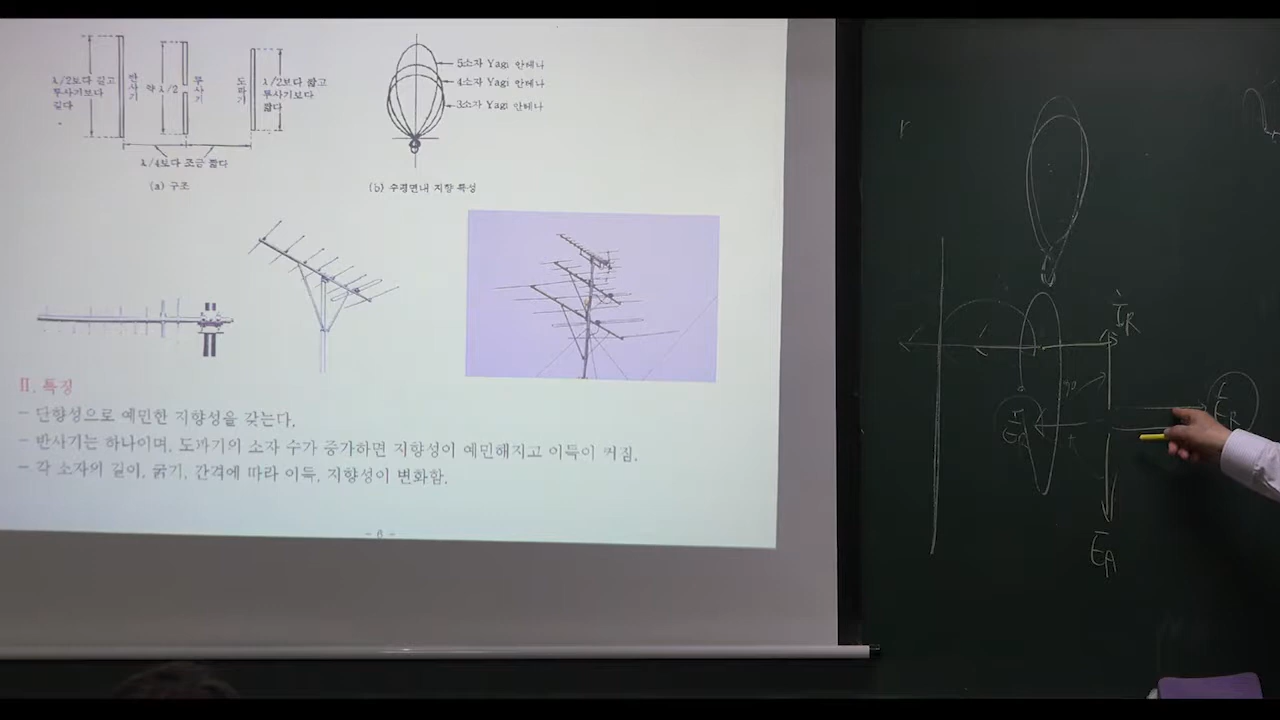 λ/2보다 길고
투사기보다
길다
반사기
약 λ/2
투사기
도파기
λ/2보다 짧고
투사기보다
짧다
λ/4보다 조금 짧다
(a) 구조
5소자 Yagi 안테나
4소자 Yagi 안테나
3소자 Yagi 안테나
(b) 수평면내 지향 특성
Ⅱ. 특징
- 단향성으로 예민한 지향성을 갖는다,
- 반사기는 하나이며, 도파기의 소자 수가 증가하면 지향성이 예민해지고 이득이 커짐.
- 각 소자의 길이, 굵기, 간격에 따라 이득, 지향성이 변화함.
r
İR
90
ER
EA